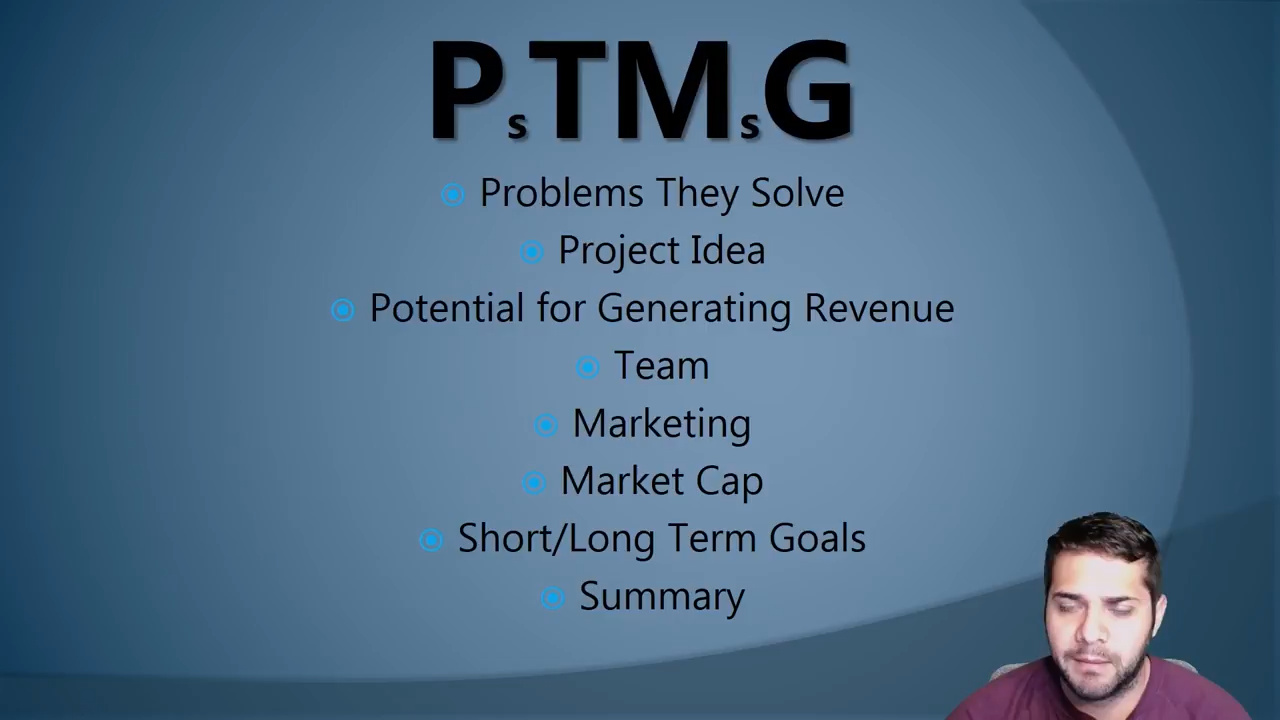 PsTMsG
Problems They Solve
Project Idea
Potential for Generating Revenue
Team
Marketing
Market Cap
Short/Long Term Goals
Summary